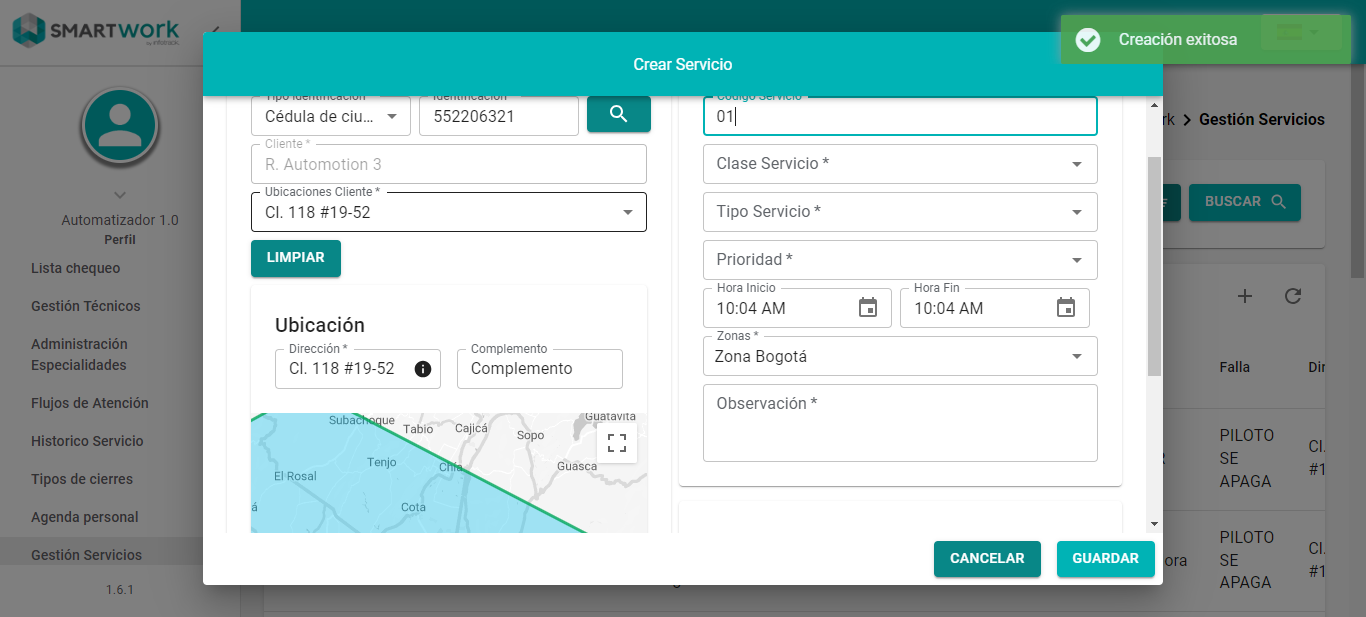 SMARTWORK
by infotrack
Creación exitosa
Crear Servicio
Tipo Identificación
Identificación
Código Servicio
Cédula de ciu...
552206321
01
rk > Gestión Servicios
Cliente *
R. Automotion 3
Clase Servicio *
Ubicaciones Cliente *
Cl. 118 #19-52
Tipo Servicio *
BUSCAR
Automatizador 1.0
Perfil
LIMPIAR
Prioridad *
Lista chequeo
Gestión Técnicos
Administración
Especialidades
Flujos de Atención
Historico Servicio
Tipos de cierres
Agenda personal
Gestión Servicios
1.6.1
Hora Inicio
10:04 AM
Hora Fin
10:04 AM
Ubicación
Dirección *
Cl. 118 #19-52
Complemento
Complemento
Zonas *
Zona Bogotá
Observación *
Subachoque
Tabio
Cajicá
Sopo
Guatavita
Tenjo
Chía
Guasca
El Rosal
Cota
á
Falla
Dir
PILOTO
SE
APAGA
Cl.
#1
PILOTO
SE
APAGA
Cl.
#1
ora
CANCELAR
GUARDAR